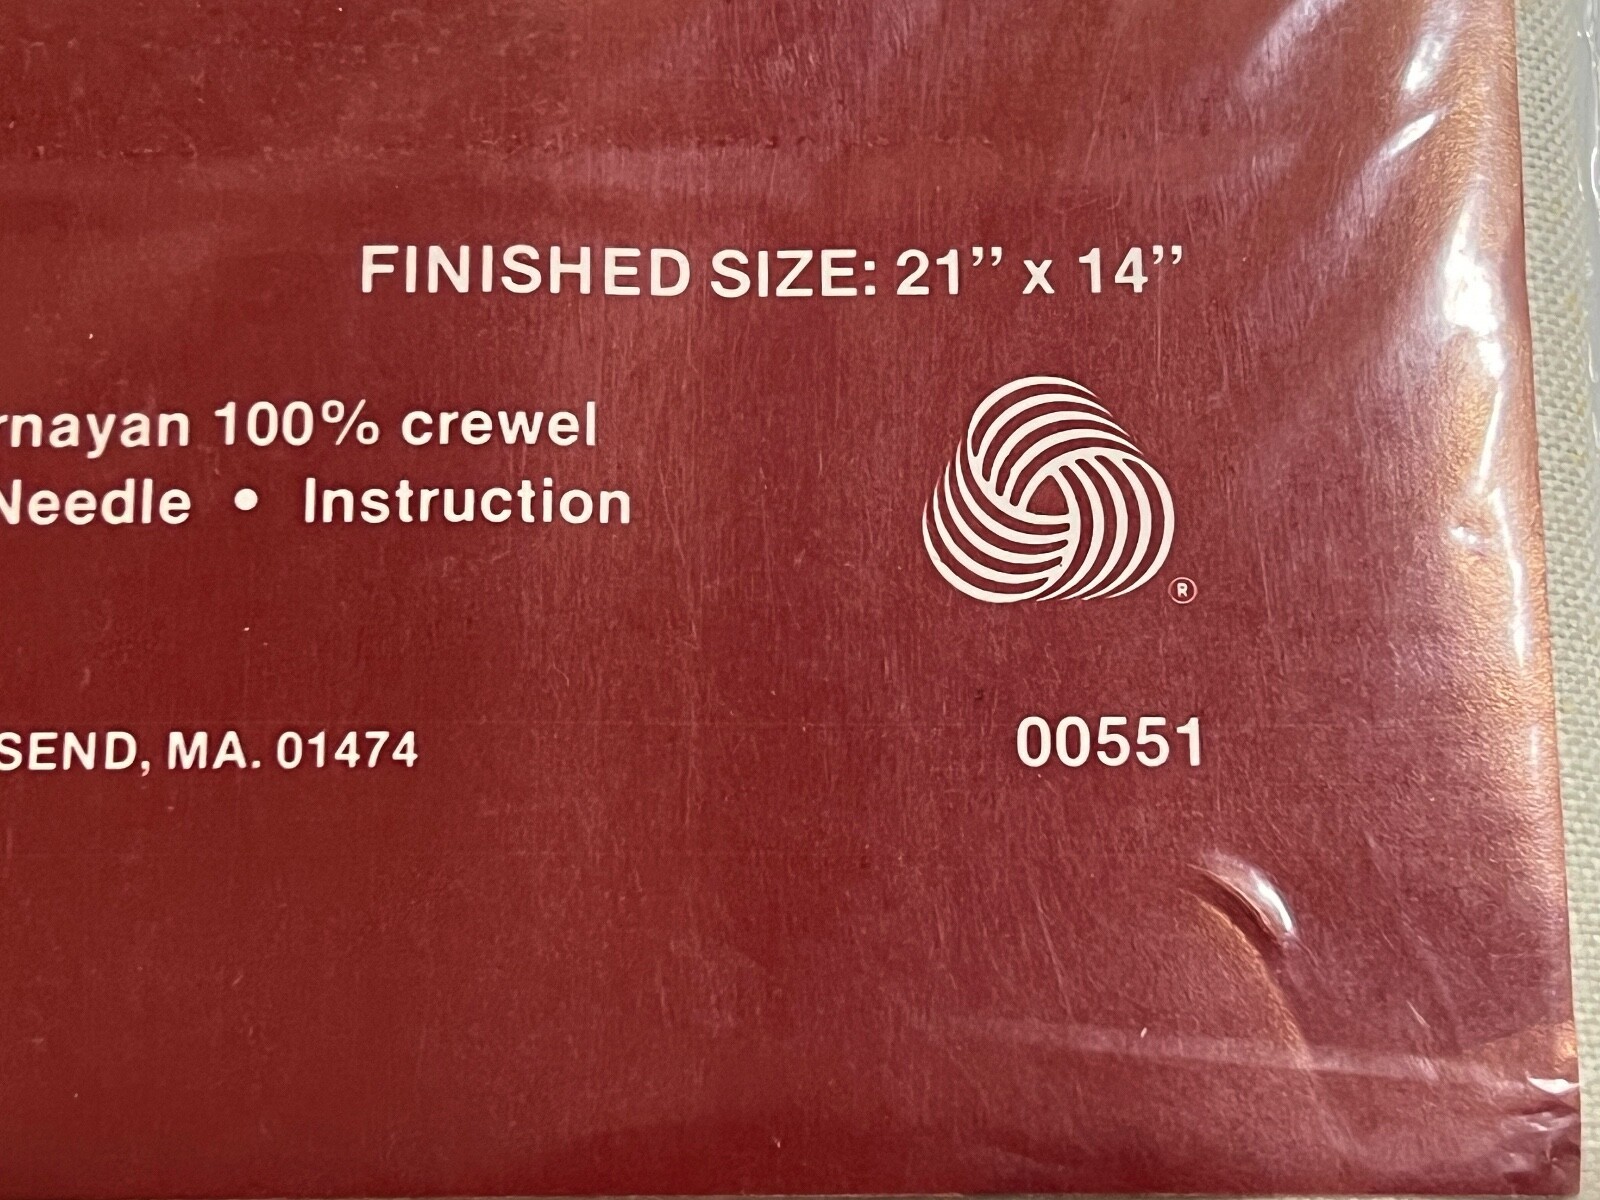 FINISHED SIZE: 21” x 14”
rnayan 100% crewel
Needle • Instruction
®
SEND, MA. 01474
00551